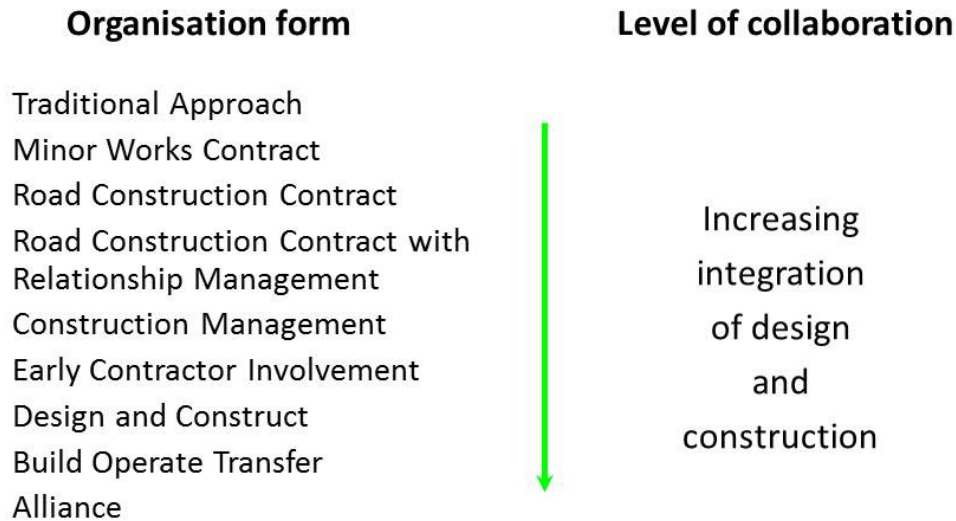 Organisation form
Level of collaboration
Traditional Approach
Minor Works Contract
Road Construction Contract
Road Construction Contract with
Relationship Management
Construction Management
Early Contractor Involvement
Design and Construct
Build Operate Transfer
Alliance
Increasing
integration
of design
and
construction